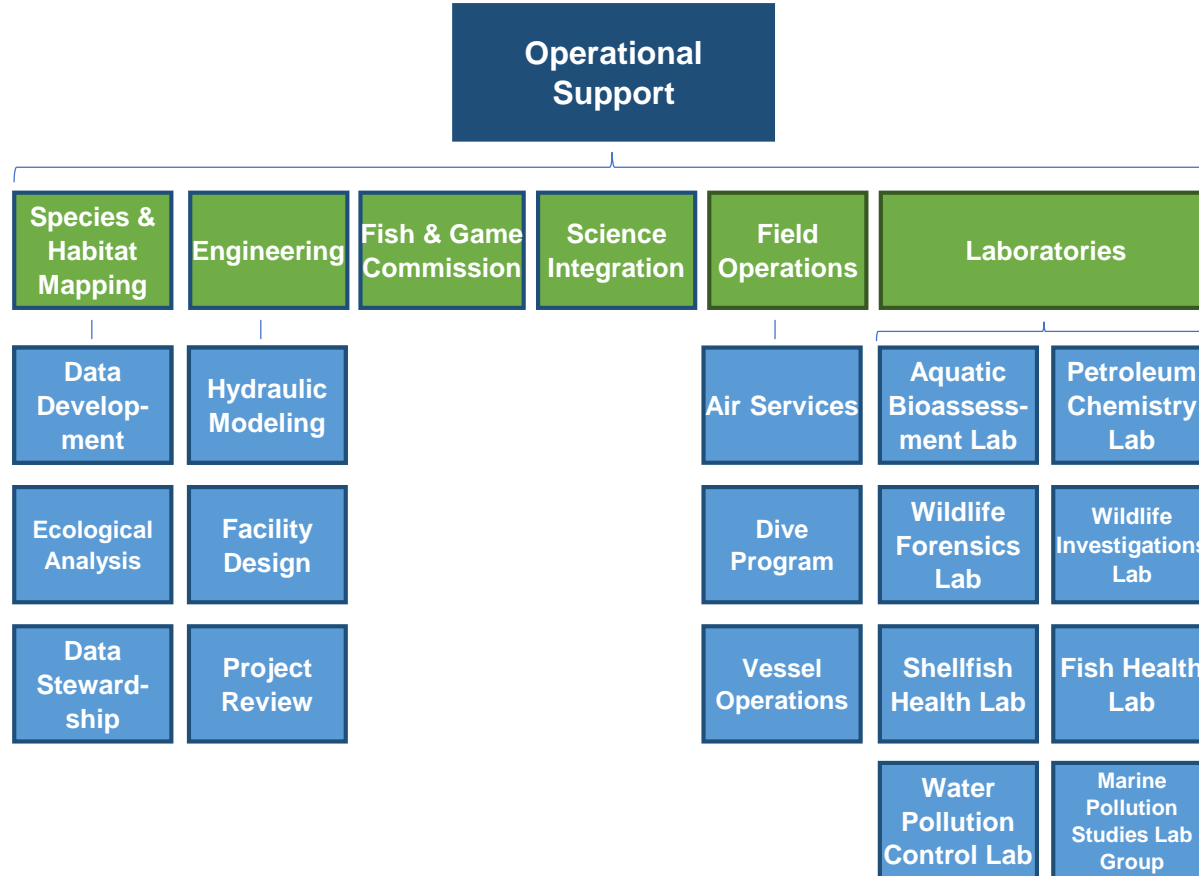 Operational
Support
Species &
Habitat
Mapping
Engineering
Fish & Game
Commission
Science
Integration
Field
Operations
Laboratories
Data
Develop-
ment
Hydraulic
Modeling
Air Services
Aquatic
Bioassess-
ment Lab
Petroleum
Chemistry
Lab
Ecological
Analysis
Facility
Design
Dive
Program
Wildlife
Forensics
Lab
Wildlife
Investigations
Lab
Data
Steward-
ship
Project
Review
Vessel
Operations
Shellfish
Health Lab
Fish Health
Lab
Water
Pollution
Control Lab
Marine
Pollution
Studies Lab
Group